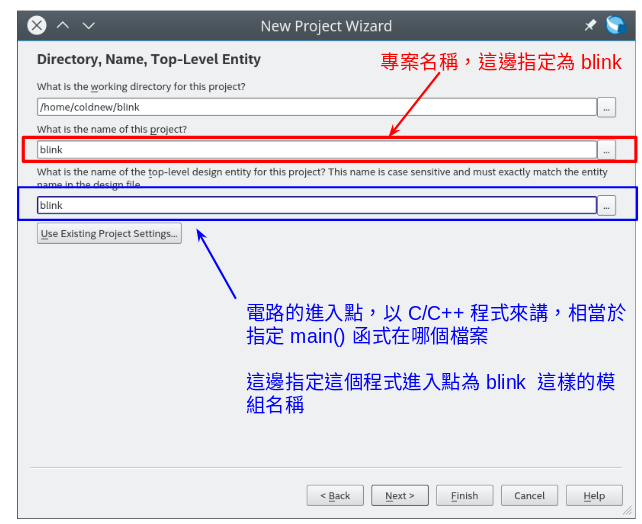 New Project Wizard
Directory, Name, Top-Level Entity
專案名稱，這邊指定為 blink
What is the working directory for this project?
/home/coldnew/blink
...
What is the name of this project?
blink
...
What is the name of the top-level design entity for this project? This name is case sensitive and must exactly match the entity
name in the design file.
blink
...
Use Existing Project Settings...
電路的進入點，以 C/C++ 程式來講，相當於
指定 main() 函式在哪個檔案
這邊指定這個程式進入點為 blink 這樣的模
組名稱
< Back
Next >
Finish
Cancel
Help